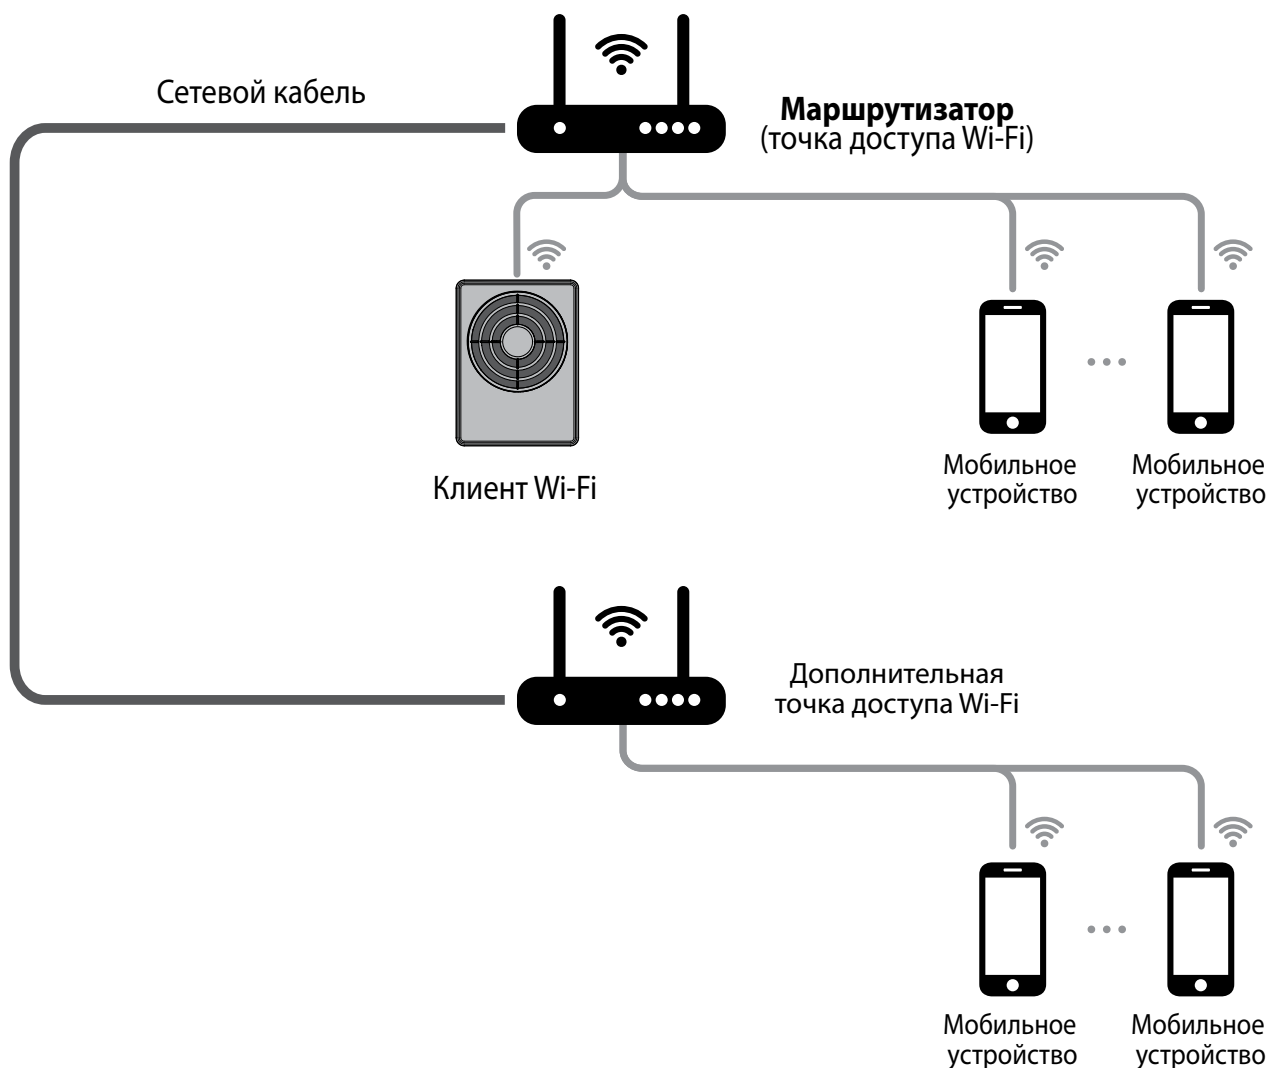 Сетевой кабель
Маршрутизатор
(точка доступа Wi-Fi)
Клиент Wi-Fi
Мобильное
устройство
Мобильное
устройство
Дополнительная
точка доступа Wi-Fi
Мобильное
устройство
Мобильное
устройство